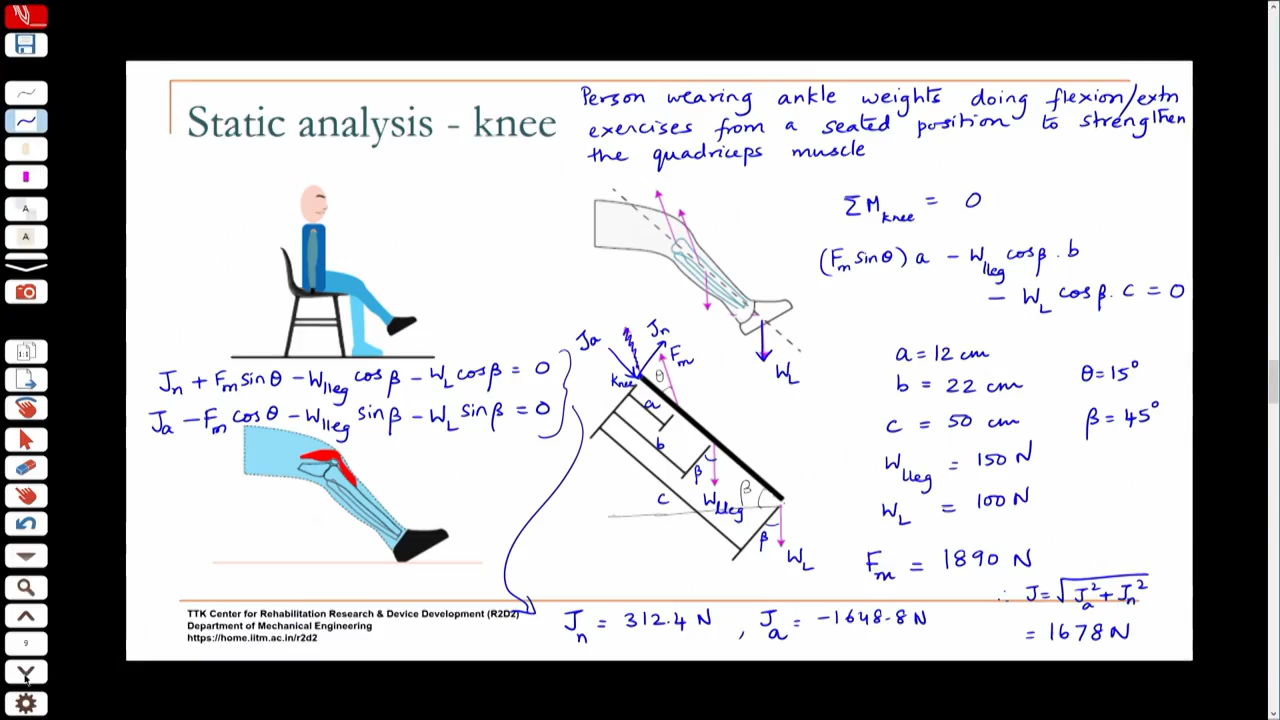 Person wearing ankle weights doing flexion/extn
exercises from a seated position to strengthen
the quadriceps muscle
Static analysis - knee
ΣM_knee = 0
(F_m sinθ) a - W_lleg cosβ . b
- W_L cosβ . c = 0
J_n + F_m sinθ - W_lleg cosβ - W_L cosβ = 0
J_a - F_m cosθ - W_lleg sinβ - W_L sinβ = 0
J_a
J_n
F_m
knee
θ
a
b
c
β
W_lleg
β
β
W_L
W_L
a = 12 cm
b = 22 cm
c = 50 cm
θ = 15°
β = 45°
W_lleg = 150 N
W_L = 100 N
F_m = 1890 N
∴ J = √J_a² + J_n²
= 1678 N
J_n = 312.4 N , J_a = -1648.8 N
TTK Center for Rehabilitation Research & Device Development (R2D2)
Department of Mechanical Engineering
https://home.iitm.ac.in/r2d2
A
A
1:1
9